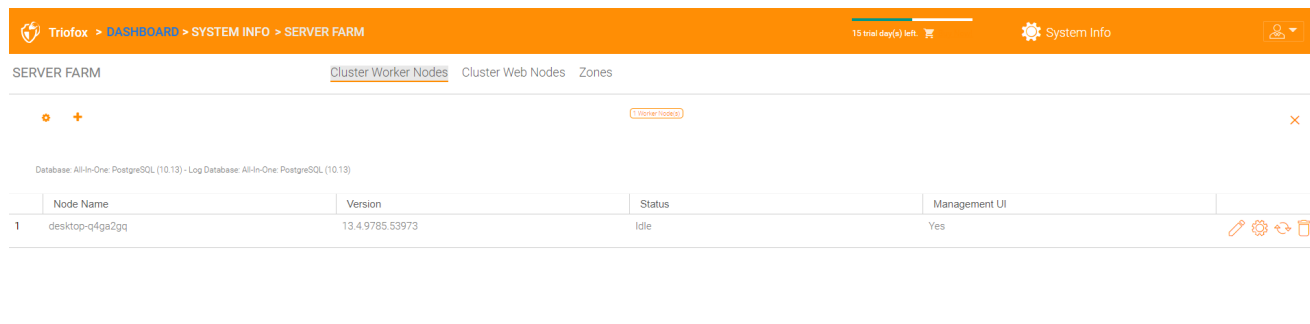 Triofox > DASHBOARD > SYSTEM INFO > SERVER FARM
15 trial day(s) left.
System Info
SERVER FARM
Cluster Worker Nodes Cluster Web Nodes Zones
1 Worker Node(s)
Database: All-In-One: PostgreSQL (10.13) - Log Database: All-In-One: PostgreSQL (10.13)
Node Name Version Status Management UI
1 desktop-q4ga2gq 13.4.9785.53973 Idle Yes